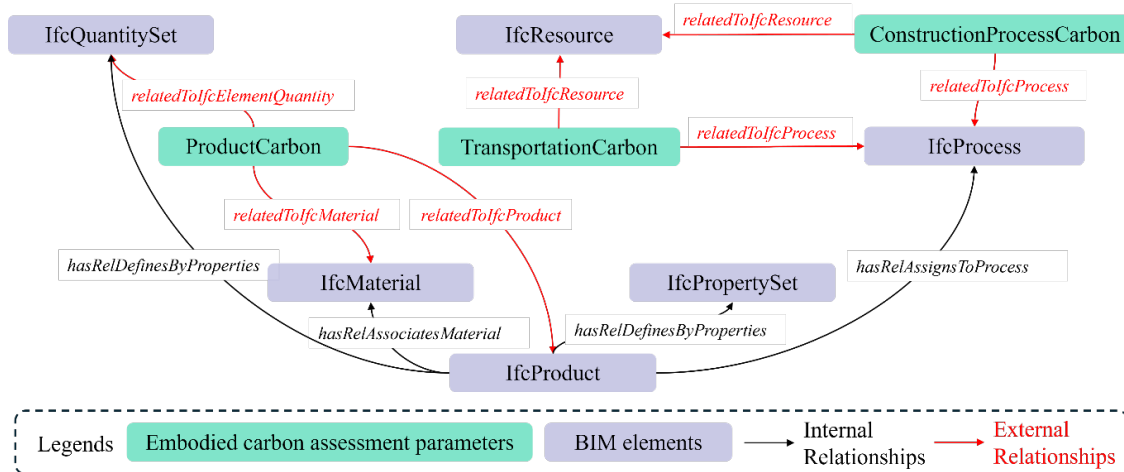 IfcQuantitySet
IfcResource
relatedToIfcResource
ConstructionProcessCarbon
relatedToIfcElementQuantity
relatedToIfcResource
relatedToIfcProcess
ProductCarbon
TransportationCarbon
relatedToIfcProcess
IfcProcess
relatedToIfcMaterial
relatedToIfcProduct
hasRelDefinesByProperties
IfcMaterial
IfcPropertySet
hasRelAssignsToProcess
hasRelAssociatesMaterial
hasRelDefinesByProperties
IfcProduct
Legends
Embodied carbon assessment parameters
BIM elements
Internal
Relationships
External
Relationships